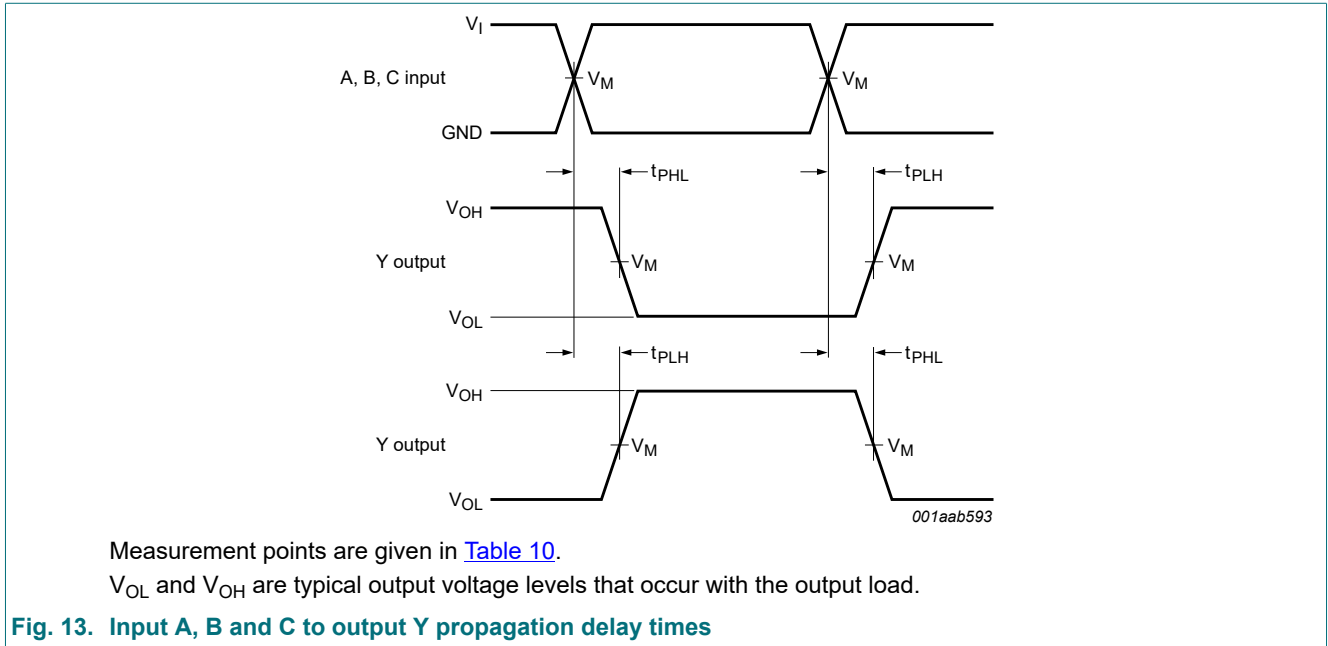 V_I
A, B, C input
V_M
V_M
GND
t_PHL
t_PLH
V_OH
Y output
V_M
V_M
V_OL
t_PLH
t_PHL
V_OH
Y output
V_M
V_M
V_OL
001aab593
Measurement points are given in Table 10.
V_OL and V_OH are typical output voltage levels that occur with the output load.
Fig. 13. Input A, B and C to output Y propagation delay times